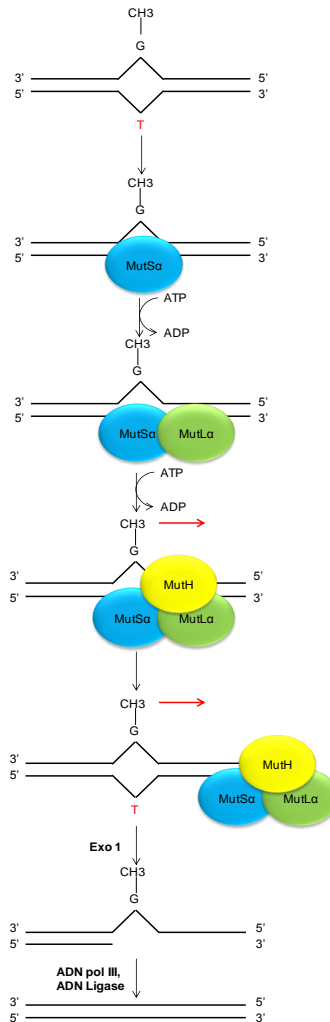 CH3
G
3’ 5’
5’ 3’
T
CH3
G
3’ 5’
5’ 3’
MutSα
ATP
ADP
CH3
G
3’ 5’
5’ 3’
MutSα MutLα
ATP
ADP
CH3
G
3’ 5’
MutH
5’ 3’
MutSα MutLα
CH3
G
3’ 5’
5’ 3’
MutH
MutSα MutLα
T
Exo 1
CH3
G
3’ 5’
5’ 3’
ADN pol III,
ADN Ligase
3’ 5’
5’ 3’